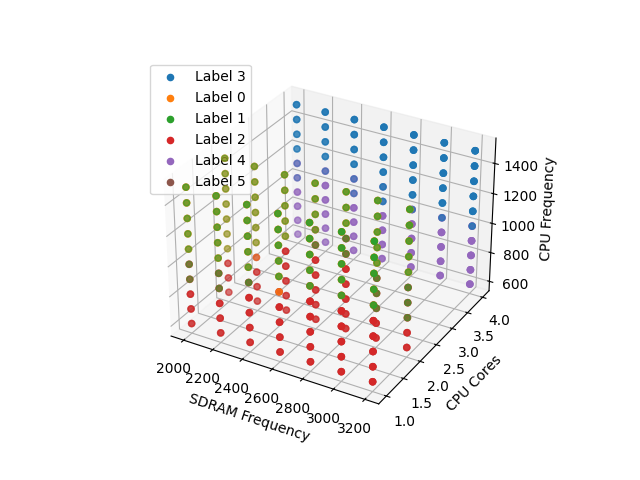 Label 3
Label 0
Label 1
Label 2
Label 4
Label 5
1400
1200
1000
800
600
CPU Frequency
4.0
3.5
3.0
2.5
2.0
1.5
1.0
CPU Cores
2000
2200
2400
2600
2800
3000
3200
SDRAM Frequency